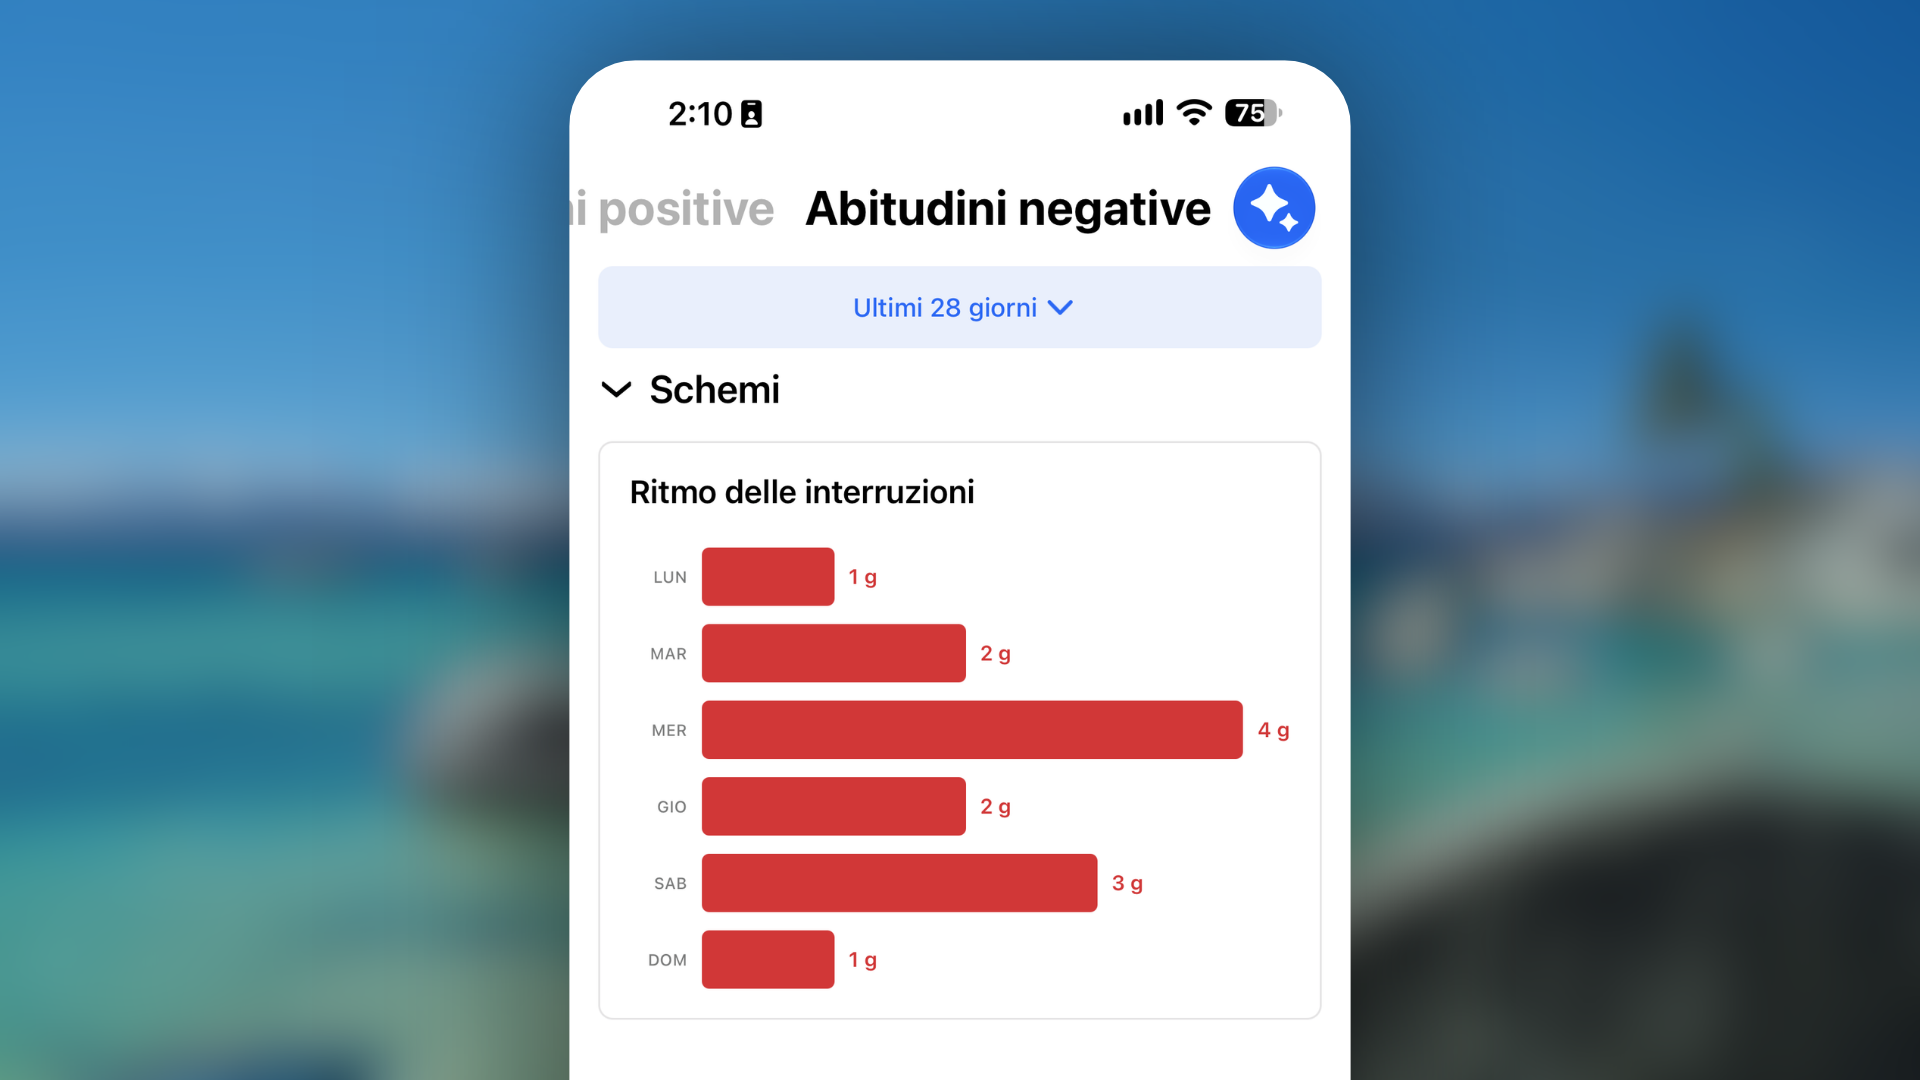 2:10
75
i positive Abitudini negative
Ultimi 28 giorni
Schemi
Ritmo delle interruzioni
LUN 1 g
MAR 2 g
MER 4 g
GIO 2 g
SAB 3 g
DOM 1 g